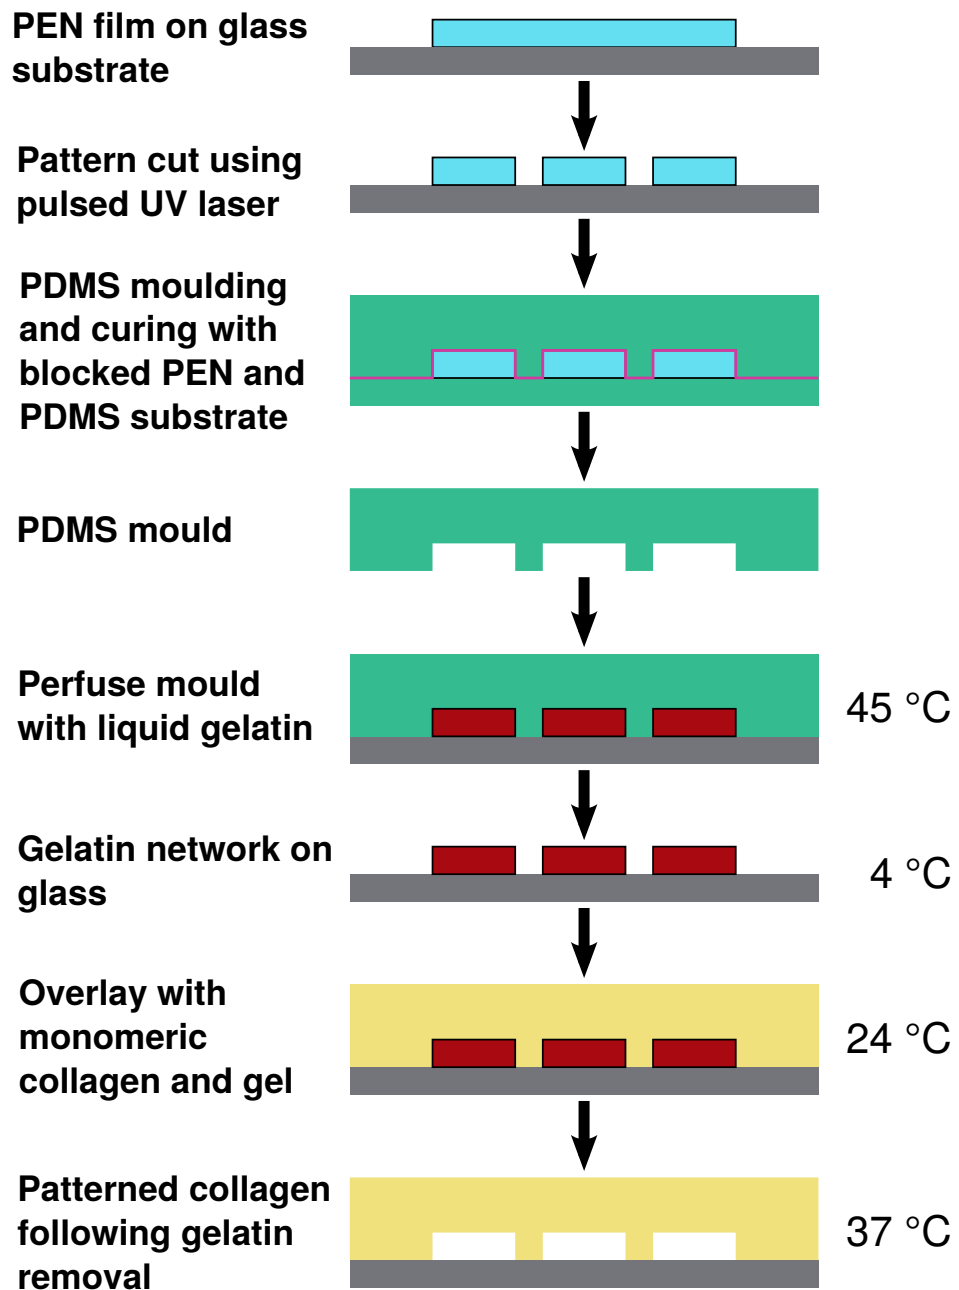 PEN film on glass
substrate
Pattern cut using
pulsed UV laser
PDMS moulding
and curing with
blocked PEN and
PDMS substrate
PDMS mould
Perfuse mould
with liquid gelatin
45 °C
Gelatin network on
glass
4 °C
Overlay with
monomeric
collagen and gel
24 °C
Patterned collagen
following gelatin
removal
37 °C